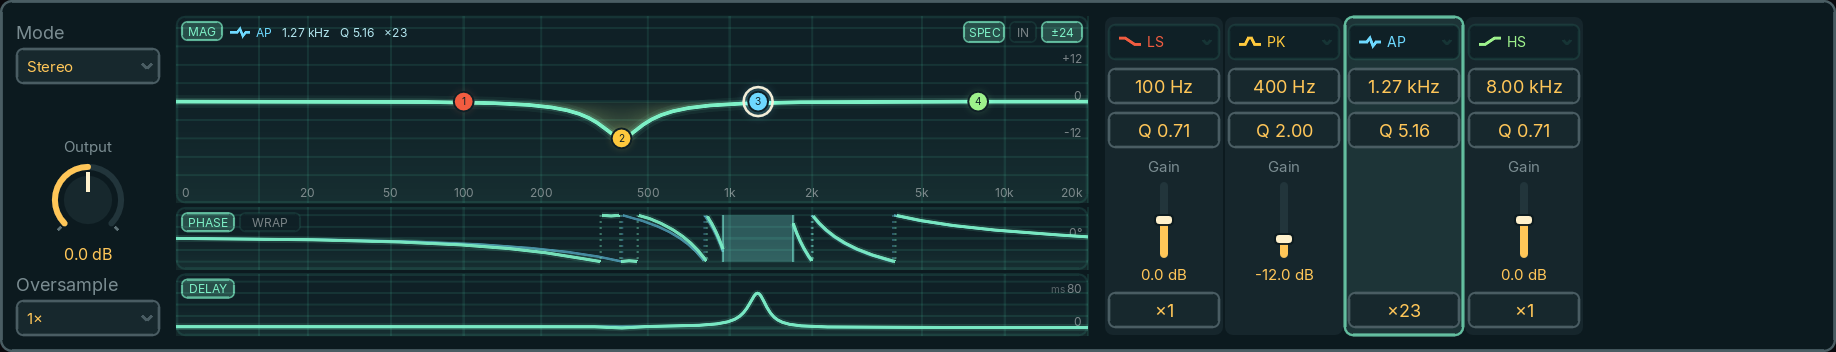 Mode
Stereo
Output
0.0 dB
Oversample
1×
MAG AP 1.27 kHz Q 5.16 ×23 SPEC IN ±24
+12
0
-12
0 20 50 100 200 500 1k 2k 5k 10k 20k
1 2 3 4
PHASE WRAP
0°
DELAY
ms 80
0
LS PK AP HS
100 Hz 400 Hz 1.27 kHz 8.00 kHz
Q 0.71 Q 2.00 Q 5.16 Q 0.71
Gain Gain Gain
0.0 dB -12.0 dB 0.0 dB
×1 ×23 ×1